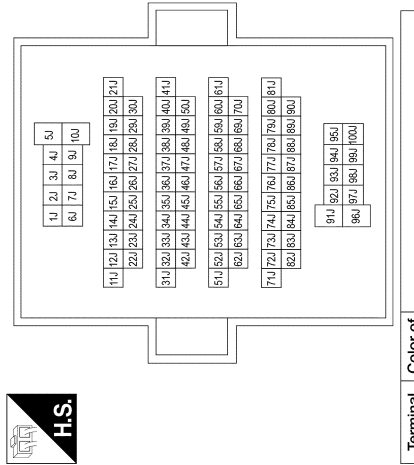 1J 2J 3J 4J 5J
6J 7J 8J 9J 10J
11J 12J 13J 14J 15J 16J 17J 18J 19J 20J 21J
22J 23J 24J 25J 26J 27J 28J 29J 30J
31J 32J 33J 34J 35J 36J 37J 38J 39J 40J 41J
42J 43J 44J 45J 46J 47J 48J 49J 50J
51J 52J 53J 54J 55J 56J 57J 58J 59J 60J 61J
62J 63J 64J 65J 66J 67J 68J 69J 70J
71J 72J 73J 74J 75J 76J 77J 78J 79J 80J 81J
82J 83J 84J 85J 86J 87J 88J 89J 90J
91J 92J 93J 94J 95J
96J 97J 98J 99J 100J
H.S.
Terminal Color of